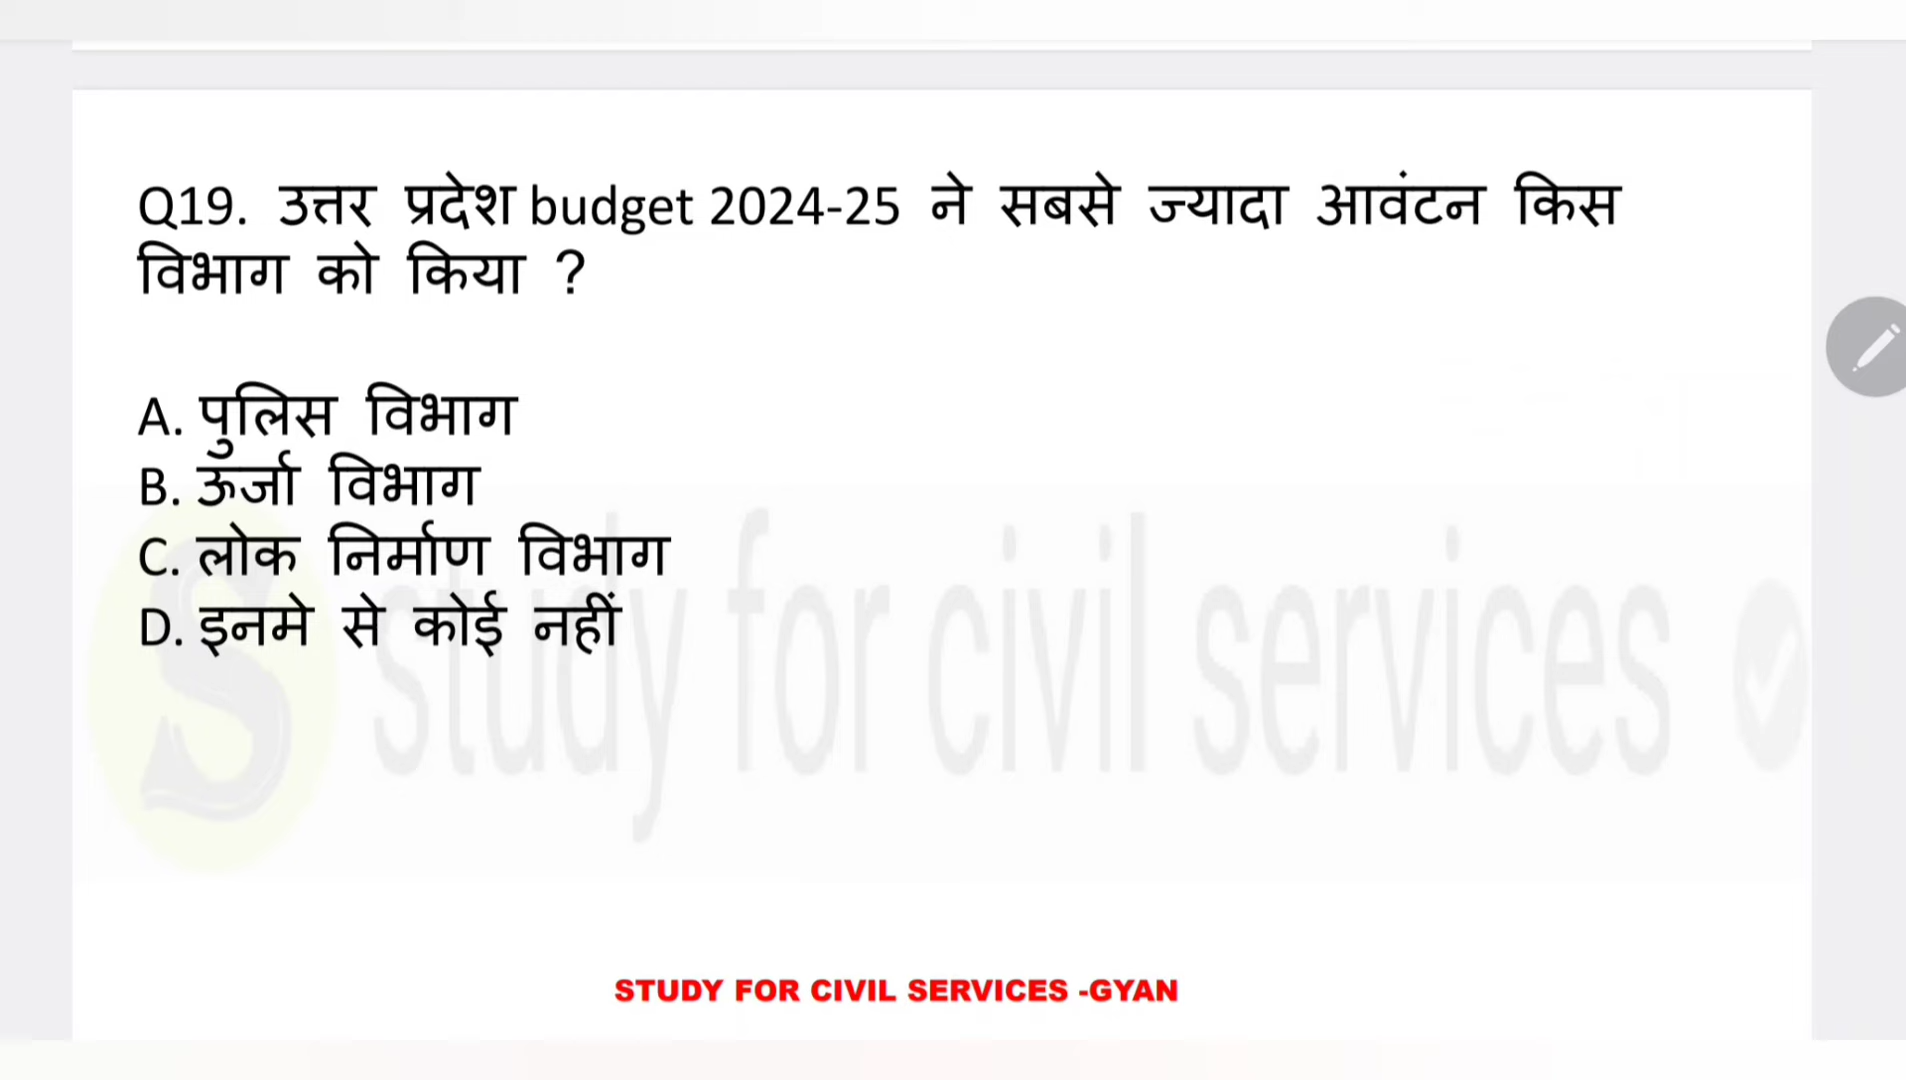 Q19. उत्तर प्रदेश budget 2024-25 ने सबसे ज्यादा आवंटन किस
विभाग को किया ?
A. पुलिस विभाग
B. ऊर्जा विभाग
C. लोक निर्माण विभाग
D. इनमे से कोई नहीं
study for civil services
STUDY FOR CIVIL SERVICES -GYAN